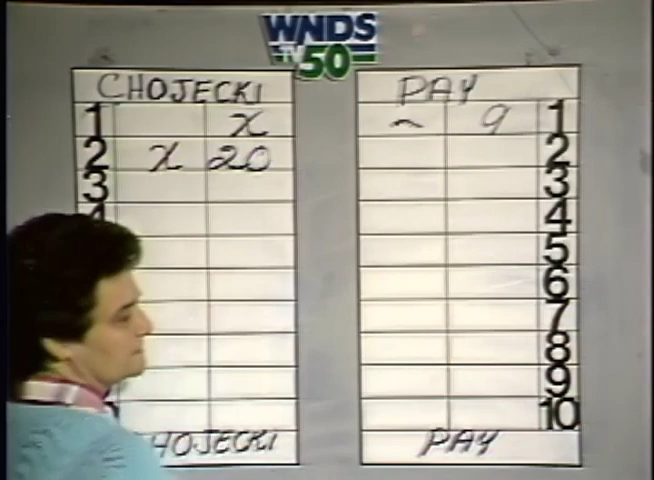 WNDS
TV 50
CHOJECKI
1 X
2 X 20
3
PAY
~ 9 1
2
3
4
5
6
7
8
9
10
HOJECKI
PAY